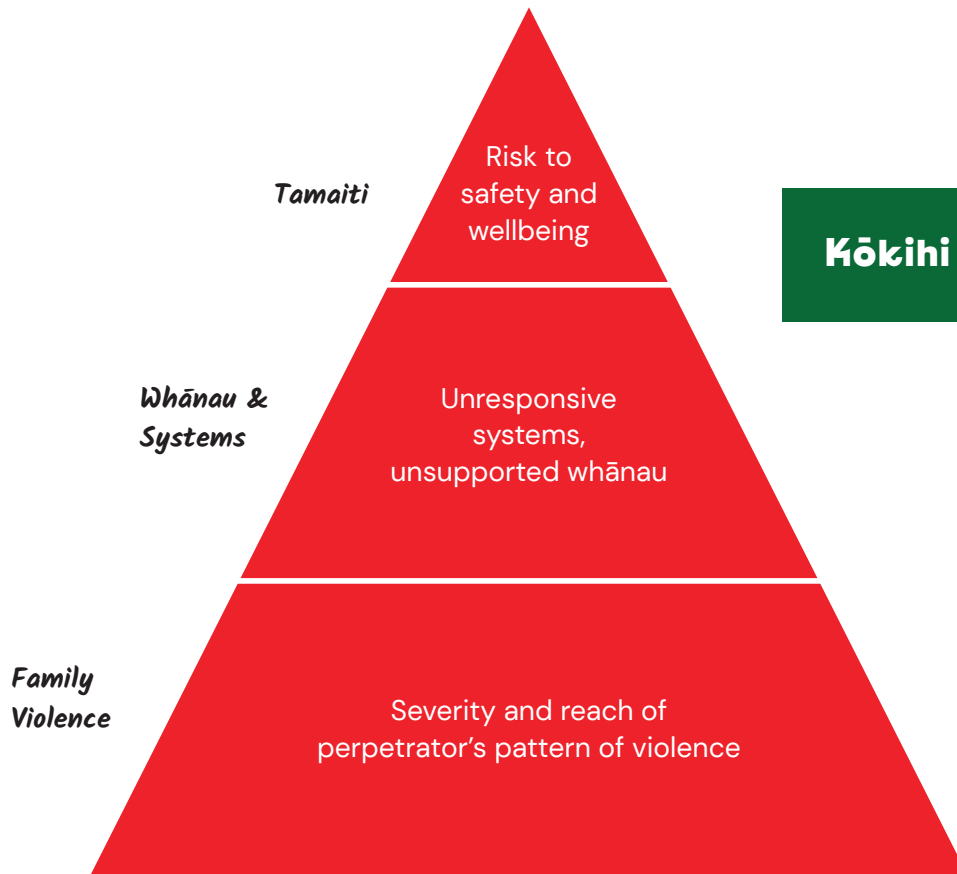 Tamaiti
Risk to
safety and
wellbeing
Kōkihi
Whānau &
Systems
Unresponsive
systems,
unsupported whānau
Family
Violence
Severity and reach of
perpetrator’s pattern of violence